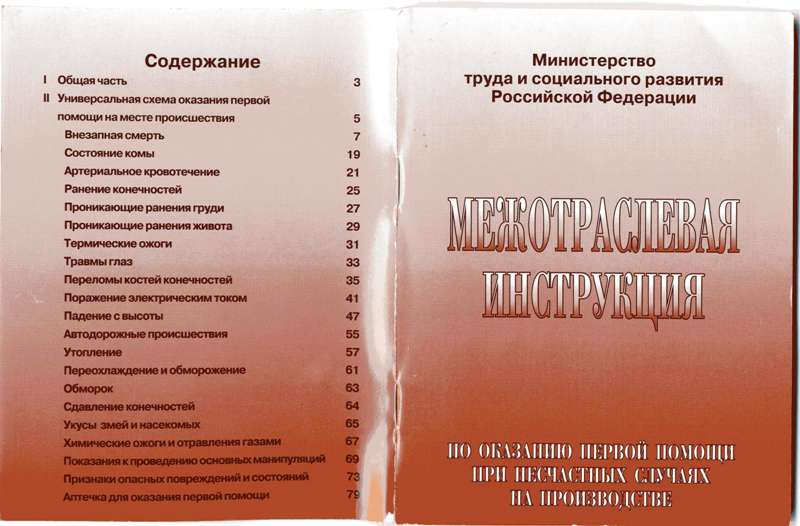 Содержание
I Общая часть 3
II Универсальная схема оказания первой
помощи на месте происшествия 5
Внезапная смерть 7
Состояние комы 19
Артериальное кровотечение 21
Ранение конечностей 25
Проникающие ранения груди 27
Проникающие ранения живота 29
Термические ожоги 31
Травмы глаз 33
Переломы костей конечностей 35
Поражение электрическим током 41
Падение с высоты 47
Автодорожные происшествия 55
Утопление 57
Переохлаждение и обморожение 61
Обморок 63
Сдавление конечностей 64
Укусы змей и насекомых 65
Химические ожоги и отравления газами 67
Показания к проведению основных манипуляций 69
Признаки опасных повреждений и состояний 73
Аптечка для оказания первой помощи 79
Министерство
труда и социального развития
Российской Федерации
МЕЖОТРАСЛЕВАЯ
ИНСТРУКЦИЯ
ПО ОКАЗАНИЮ ПЕРВОЙ ПОМОЩИ
ПРИ НЕСЧАСТНЫХ СЛУЧАЯХ
НА ПРОИЗВОДСТВЕ